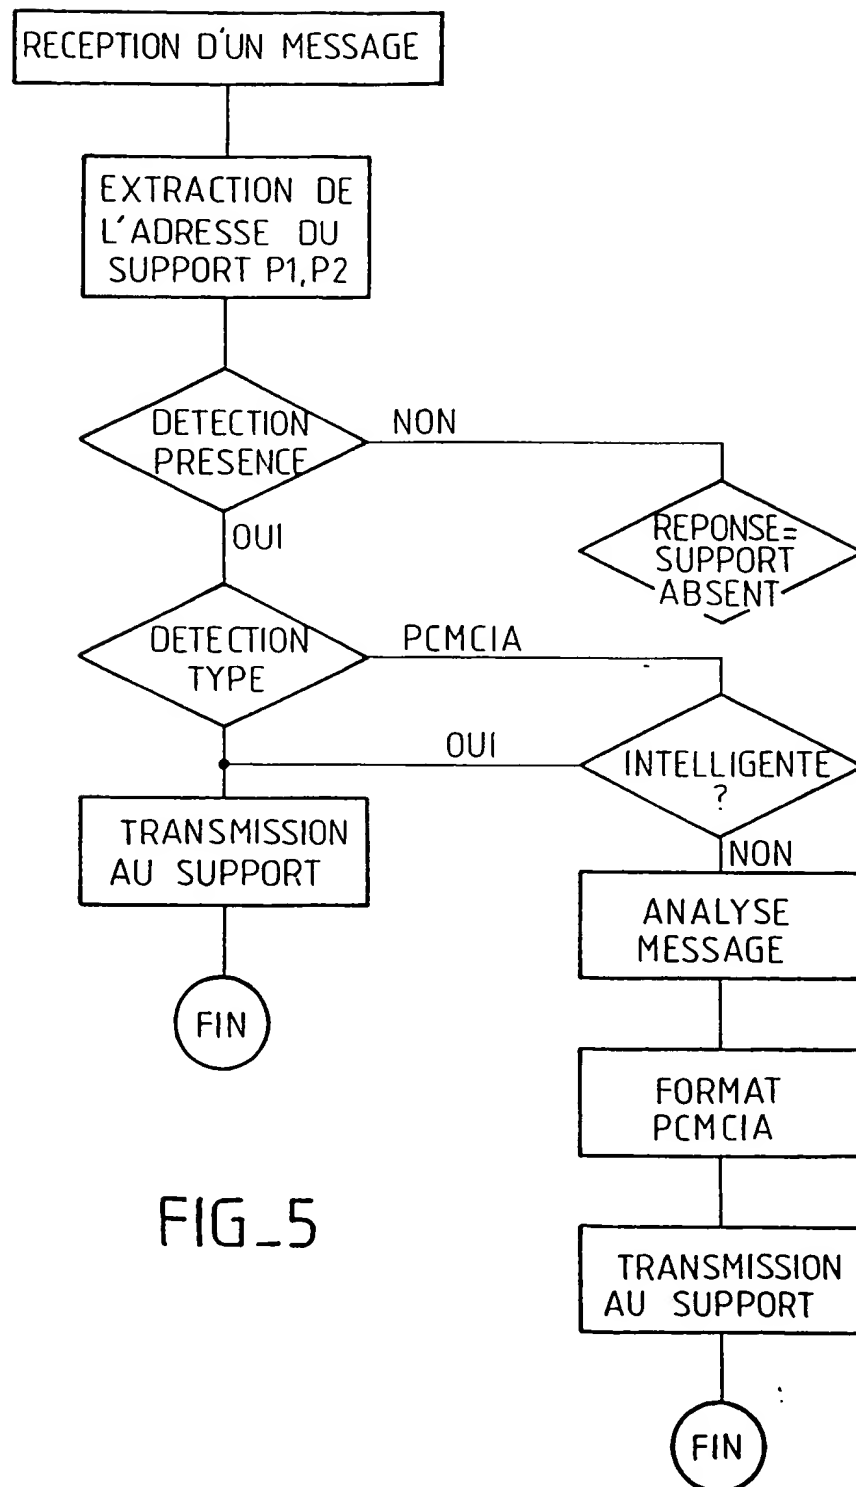 RECEPTION D'UN MESSAGE
EXTRACTION DE
L'ADRESSE DU
SUPPORT P1,P2
DETECTION
PRESENCE
NON
OUI
REPONSE=
SUPPORT
ABSENT
DETECTION
TYPE
PCMCIA
OUI
INTELLIGENTE
?
NON
TRANSMISSION
AU SUPPORT
FIN
ANALYSE
MESSAGE
FORMAT
PCMCIA
TRANSMISSION
AU SUPPORT
FIN
FIG_5